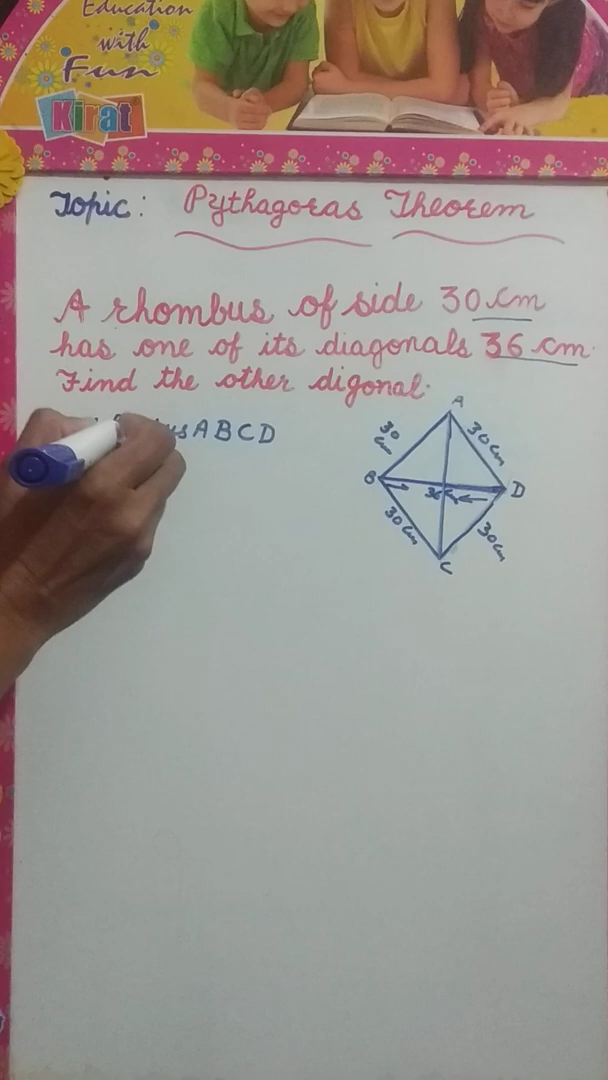 Education
with
Fun
Kirat
Topic: Pythagoras Theorem
A rhombus of side 30 cm
has one of its diagonals 36 cm.
Find the other digonal.
ABCD
A
30 cm
30 cm
B
36
D
30 cm
30 cm
C